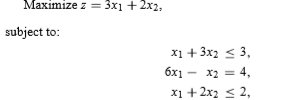 Maximize z = 3x₁ + 2x₂,
subject to:
x₁ + 3x₂ ≤ 3,
6x₁ − x₂ = 4,
x₁ + 2x₂ ≤ 2,